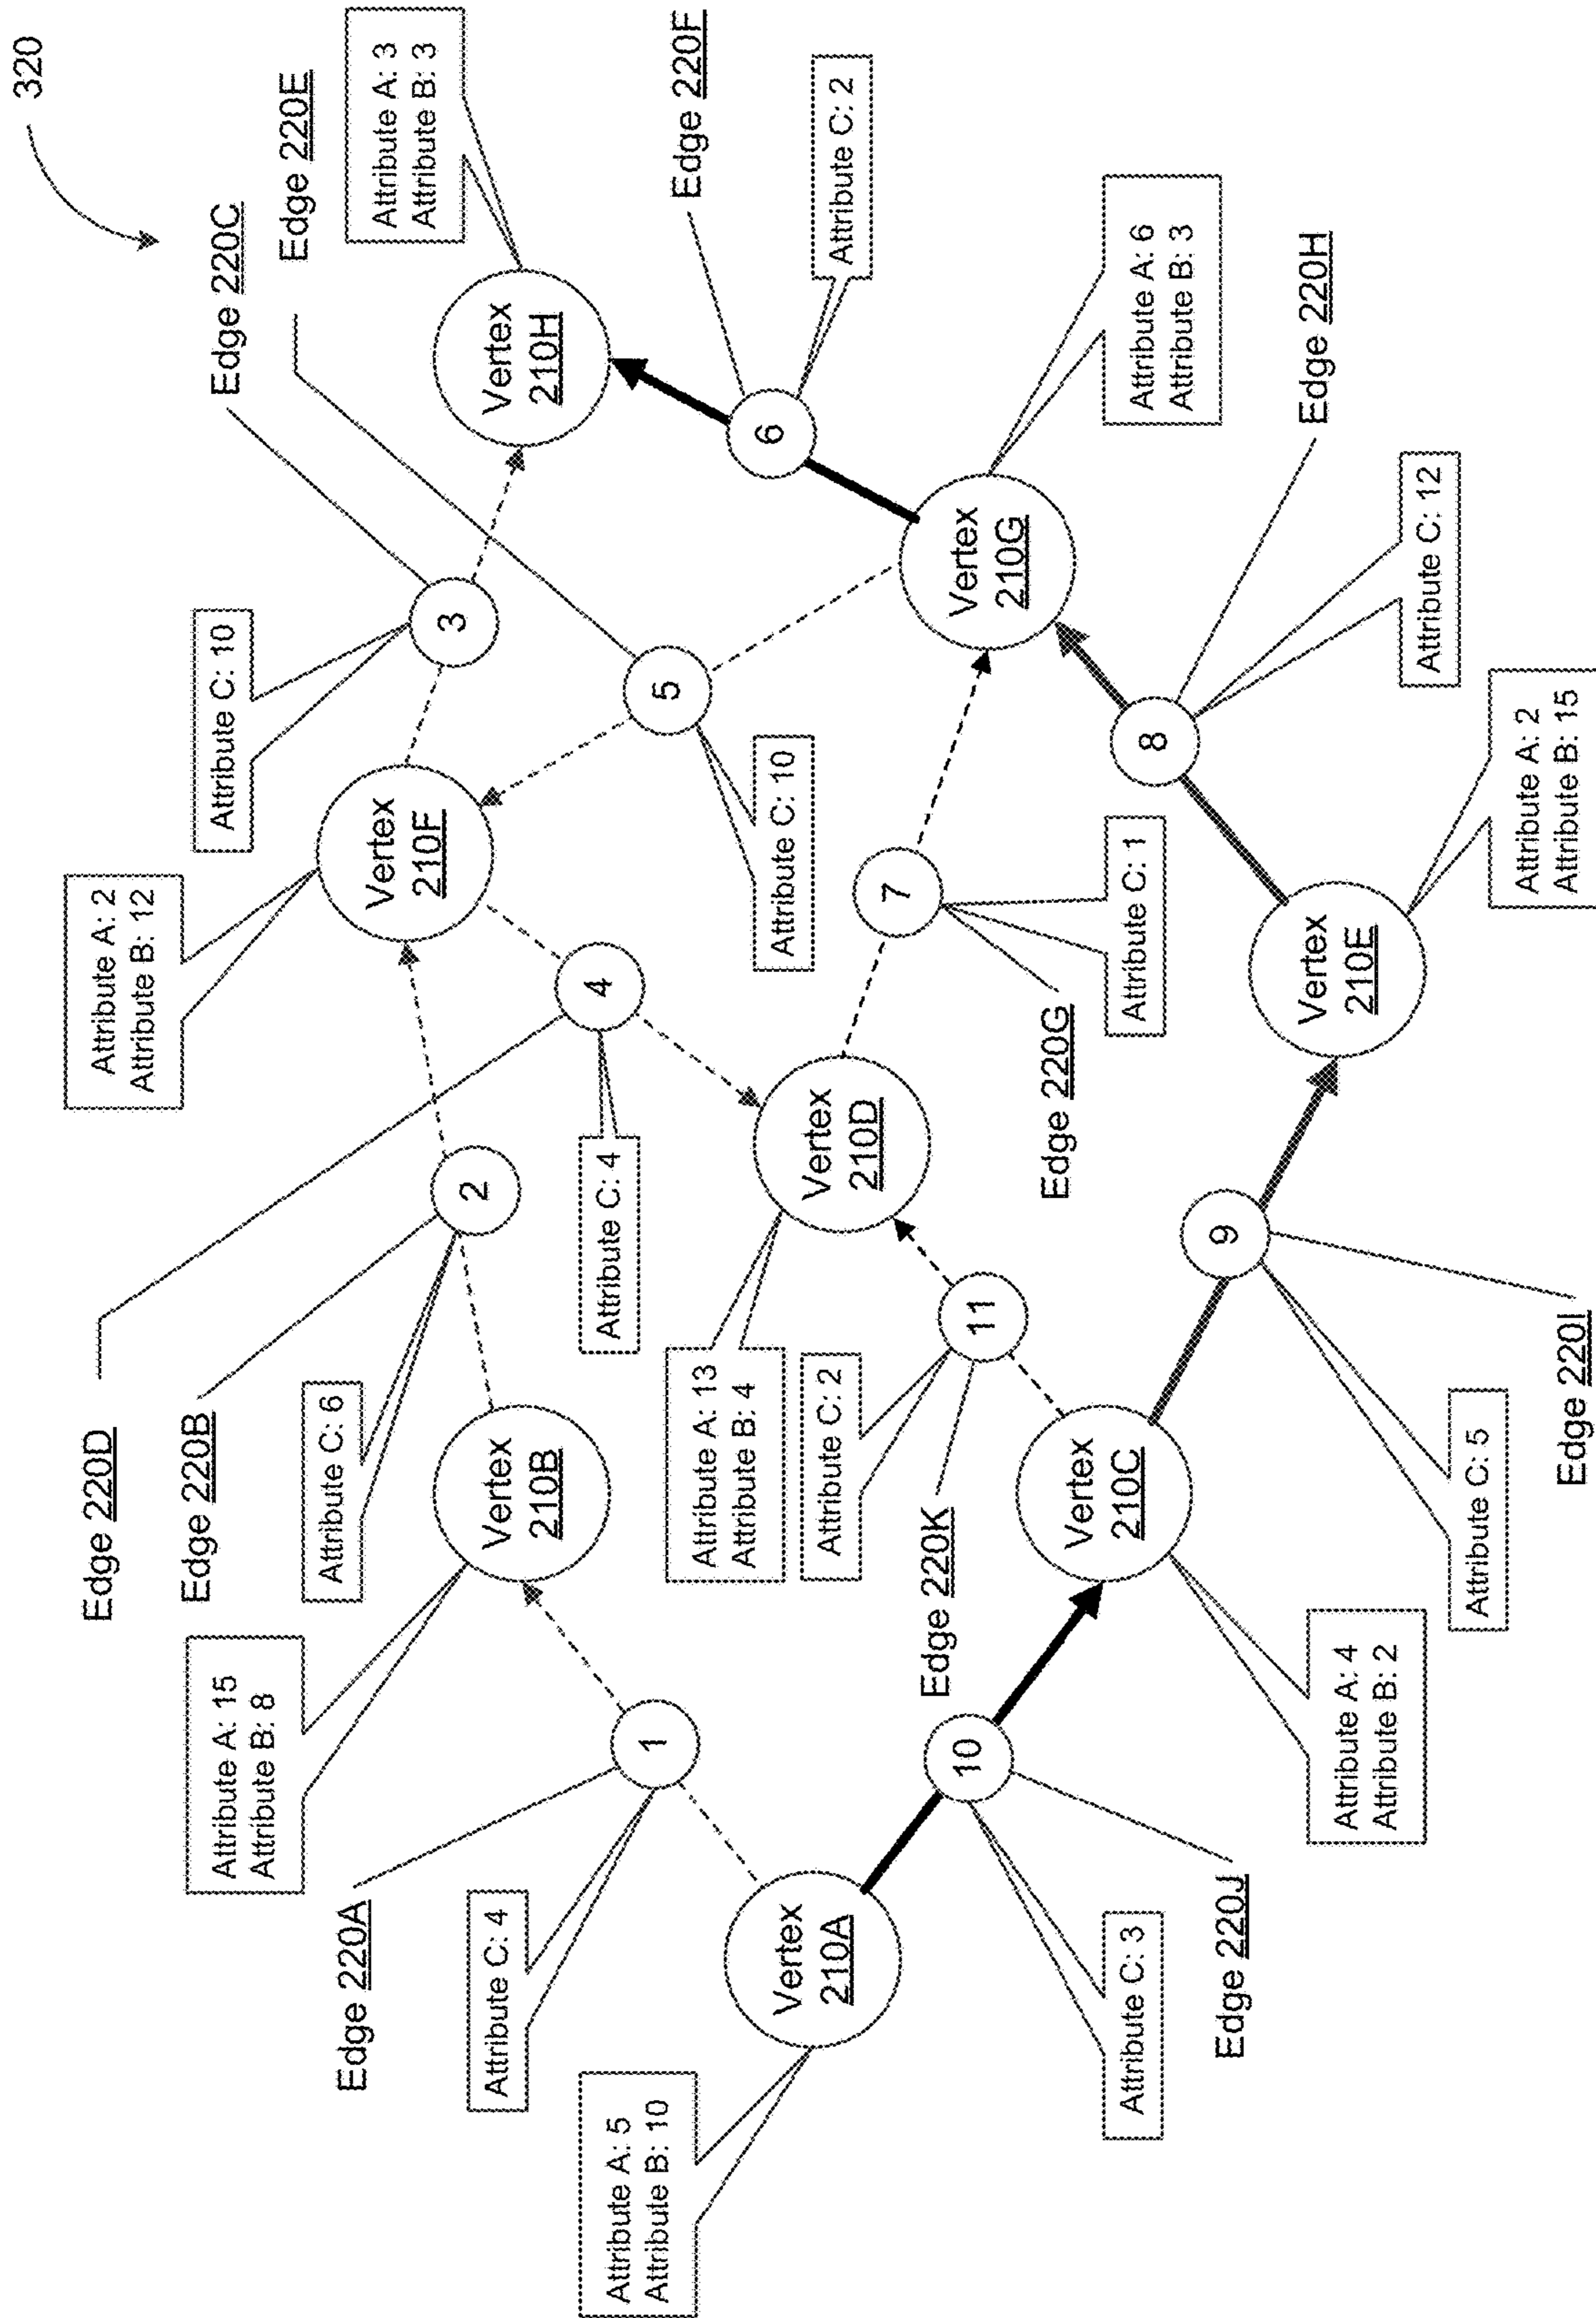 320
Edge 220D
Edge 220B
Edge 220C
Edge 220E
Attribute A: 15
Attribute B: 8
Attribute A: 2
Attribute B: 12
Attribute C: 10
Attribute A: 3
Attribute B: 3
Edge 220A
Attribute C: 6
Vertex
210F
3
Vertex
210H
Attribute C: 4
Vertex
210B
2
4
5
Edge 220F
1
Attribute C: 4
Attribute C: 10
6
Attribute A: 5
Attribute B: 10
Vertex
210A
Attribute A: 13
Attribute B: 4
Vertex
210D
7
Attribute C: 2
Attribute C: 2
11
Vertex
210G
Edge 220K
Edge 220G
Attribute C: 1
Attribute A: 6
Attribute B: 3
10
Vertex
210C
8
Attribute C: 3
9
Vertex
210E
Edge 220H
Edge 220J
Attribute A: 4
Attribute B: 2
Attribute C: 5
Attribute C: 12
Edge 220I
Attribute A: 2
Attribute B: 15